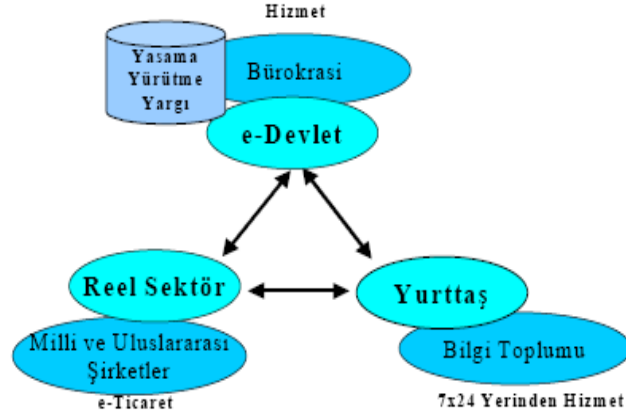 Hizmet
Yasama
Yürütme
Yargı
Bürokrasi
e-Devlet
Reel Sektör
Yurttaş
Milli ve Uluslararası
Şirketler
Bilgi Toplumu
e-Ticaret
7x24 Yerinden Hizmet